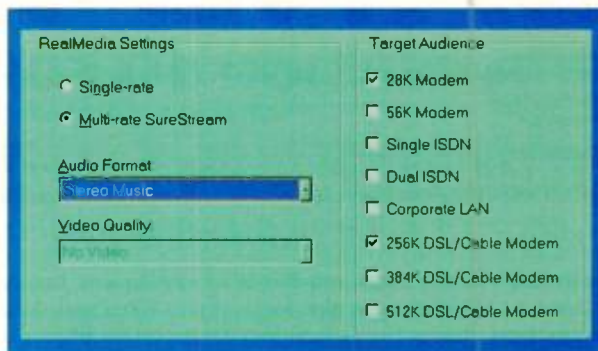 RealMedia Settings
Single-rate
Multi-rate SureStream
Audio Format
Stereo Music
Video Quality
No Video
Target Audience
28K Modem
56K Modem
Single ISDN
Dual ISDN
Corporate LAN
256K DSL/Cable Modem
384K DSL/Cable Modem
512K DSL/Cable Modem